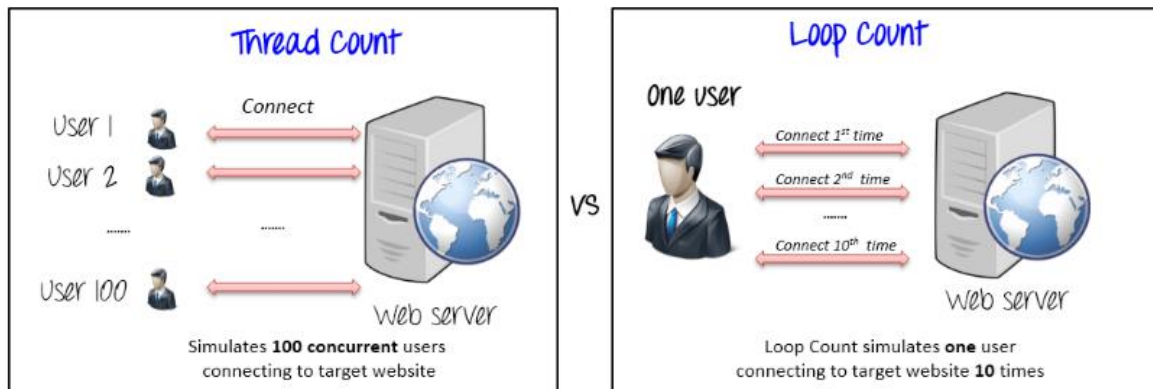 Thread Count
User 1
Connect
User 2
.......
.......
User 100
Web server
Simulates 100 concurrent users
connecting to target website
VS
Loop Count
One user
Connect 1st time
Connect 2nd time
.......
Connect 10th time
Web server
Loop Count simulates one user
connecting to target website 10 times